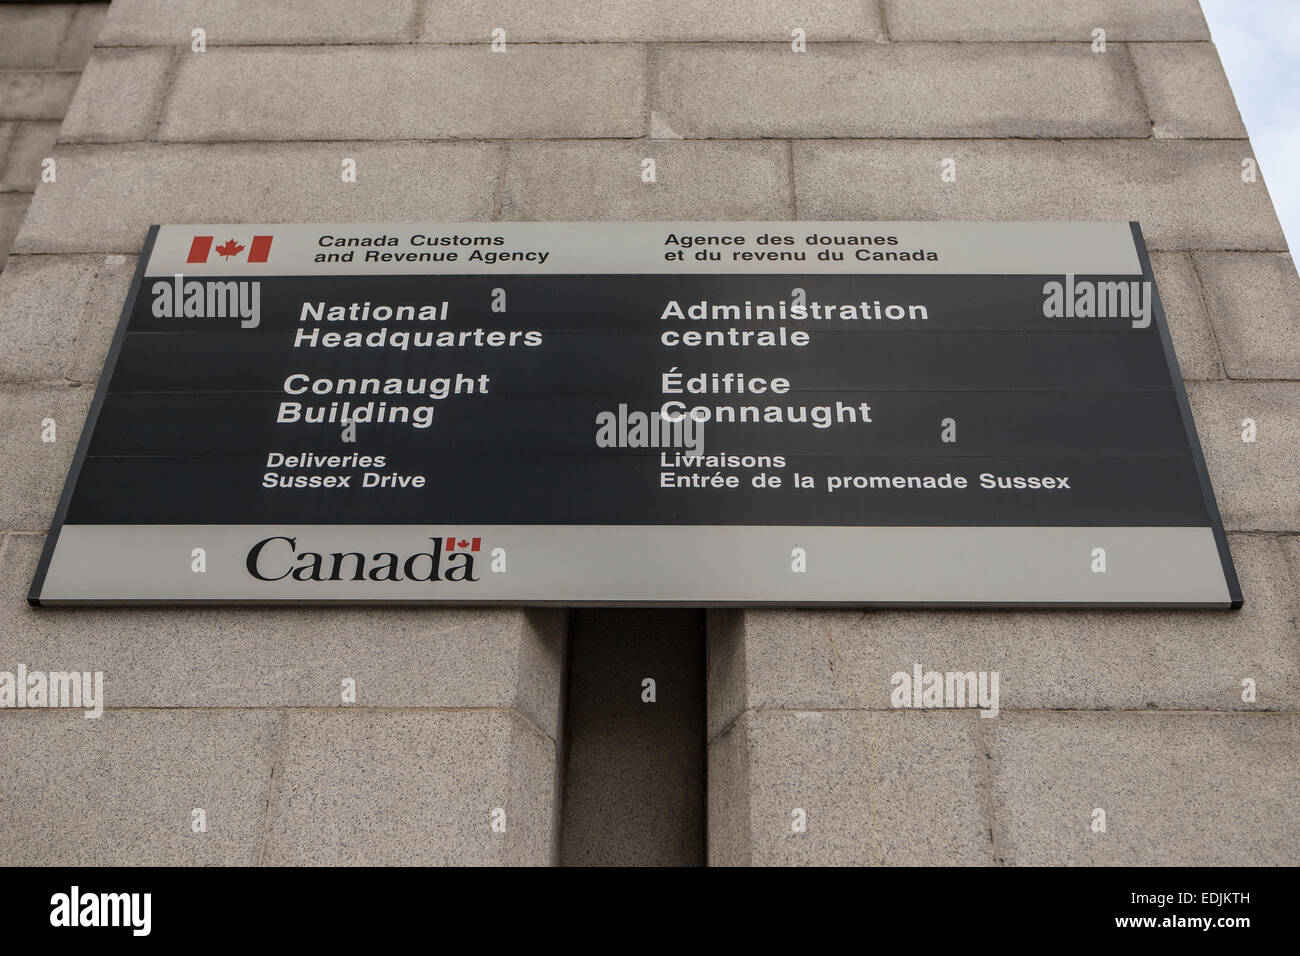 Canada Customs
and Revenue Agency
Agence des douanes
et du revenu du Canada
National
Headquarters
Administration
centrale
Connaught
Building
Édifice
Connaught
Deliveries
Sussex Drive
Livraisons
Entrée de la promenade Sussex
Canada
alamy
alamy
alamy
alamy
alamy
alamy stock photo
Image ID: EDJKTH
www.alamy.com